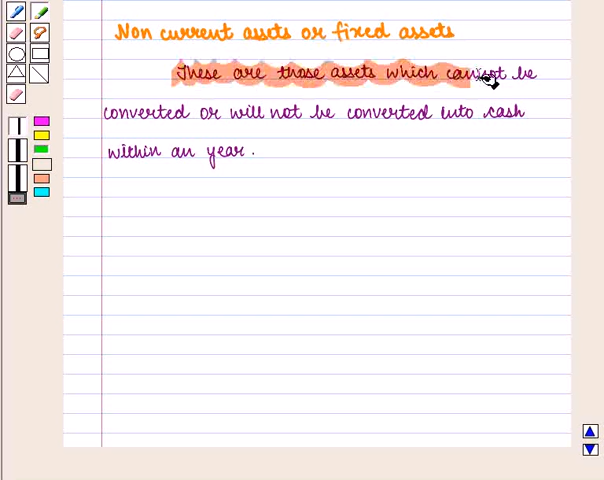 Non current assets or fixed assets
These are those assets which cannot be
converted or will not be converted into cash
within an year.